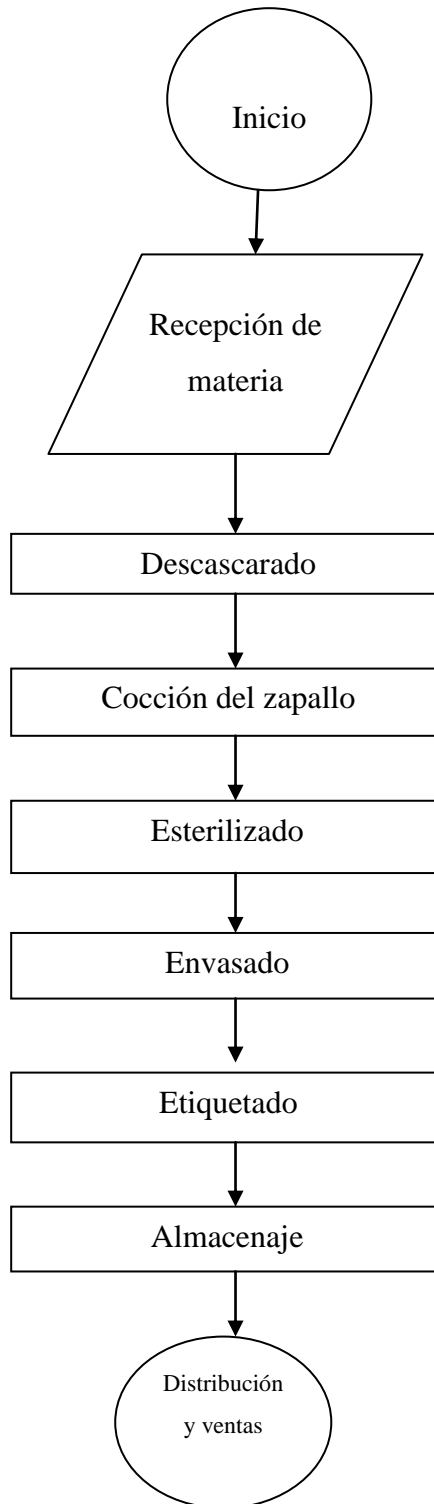 Inicio
Recepción de
materia
Descascarado
Cocción del zapallo
Esterilizado
Envasado
Etiquetado
Almacenaje
Distribución
y ventas